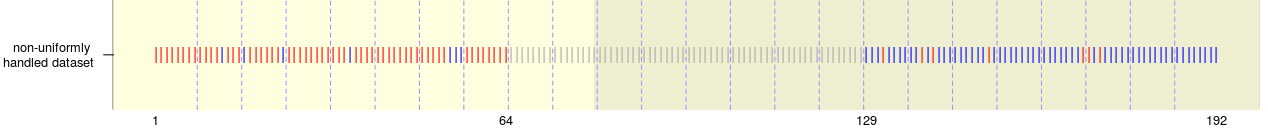 non-uniformly
handled dataset
1
64
129
192